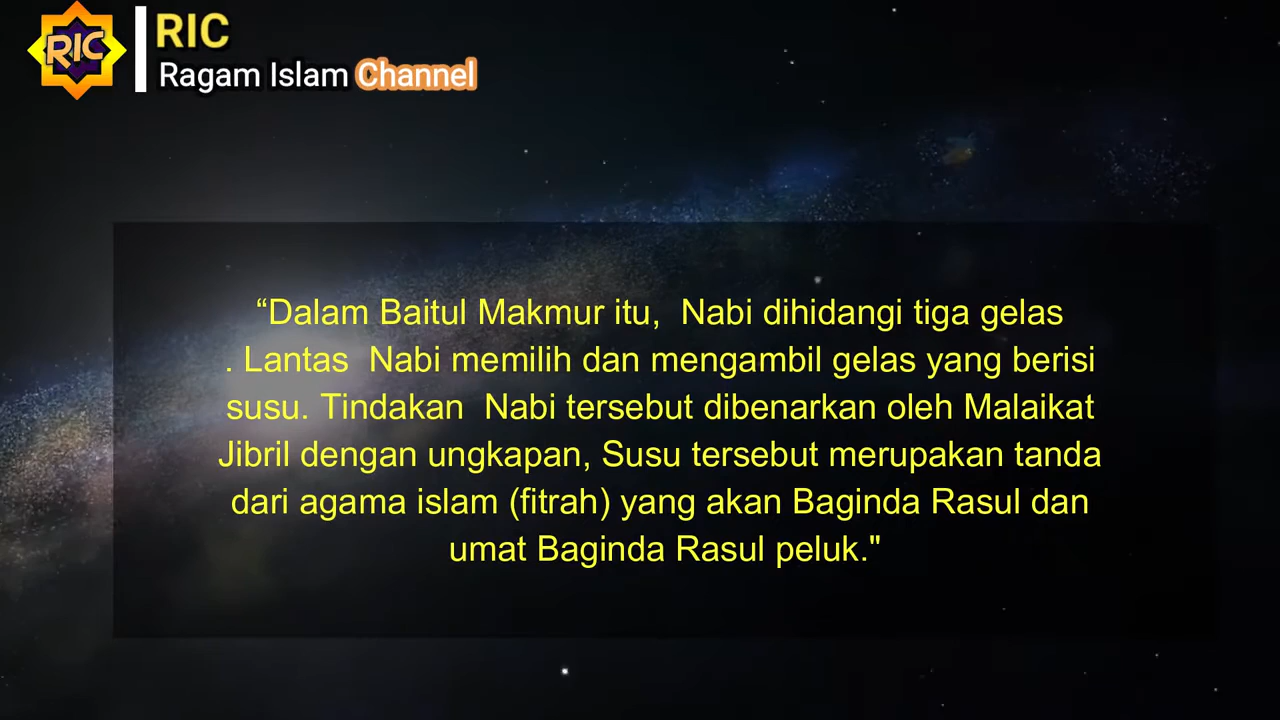 RIC
RIC
Ragam Islam Channel
“Dalam Baitul Makmur itu,  Nabi dihidangi tiga gelas
. Lantas  Nabi memilih dan mengambil gelas yang berisi
susu. Tindakan  Nabi tersebut dibenarkan oleh Malaikat
Jibril dengan ungkapan, Susu tersebut merupakan tanda
dari agama islam (fitrah) yang akan Baginda Rasul dan
umat Baginda Rasul peluk."